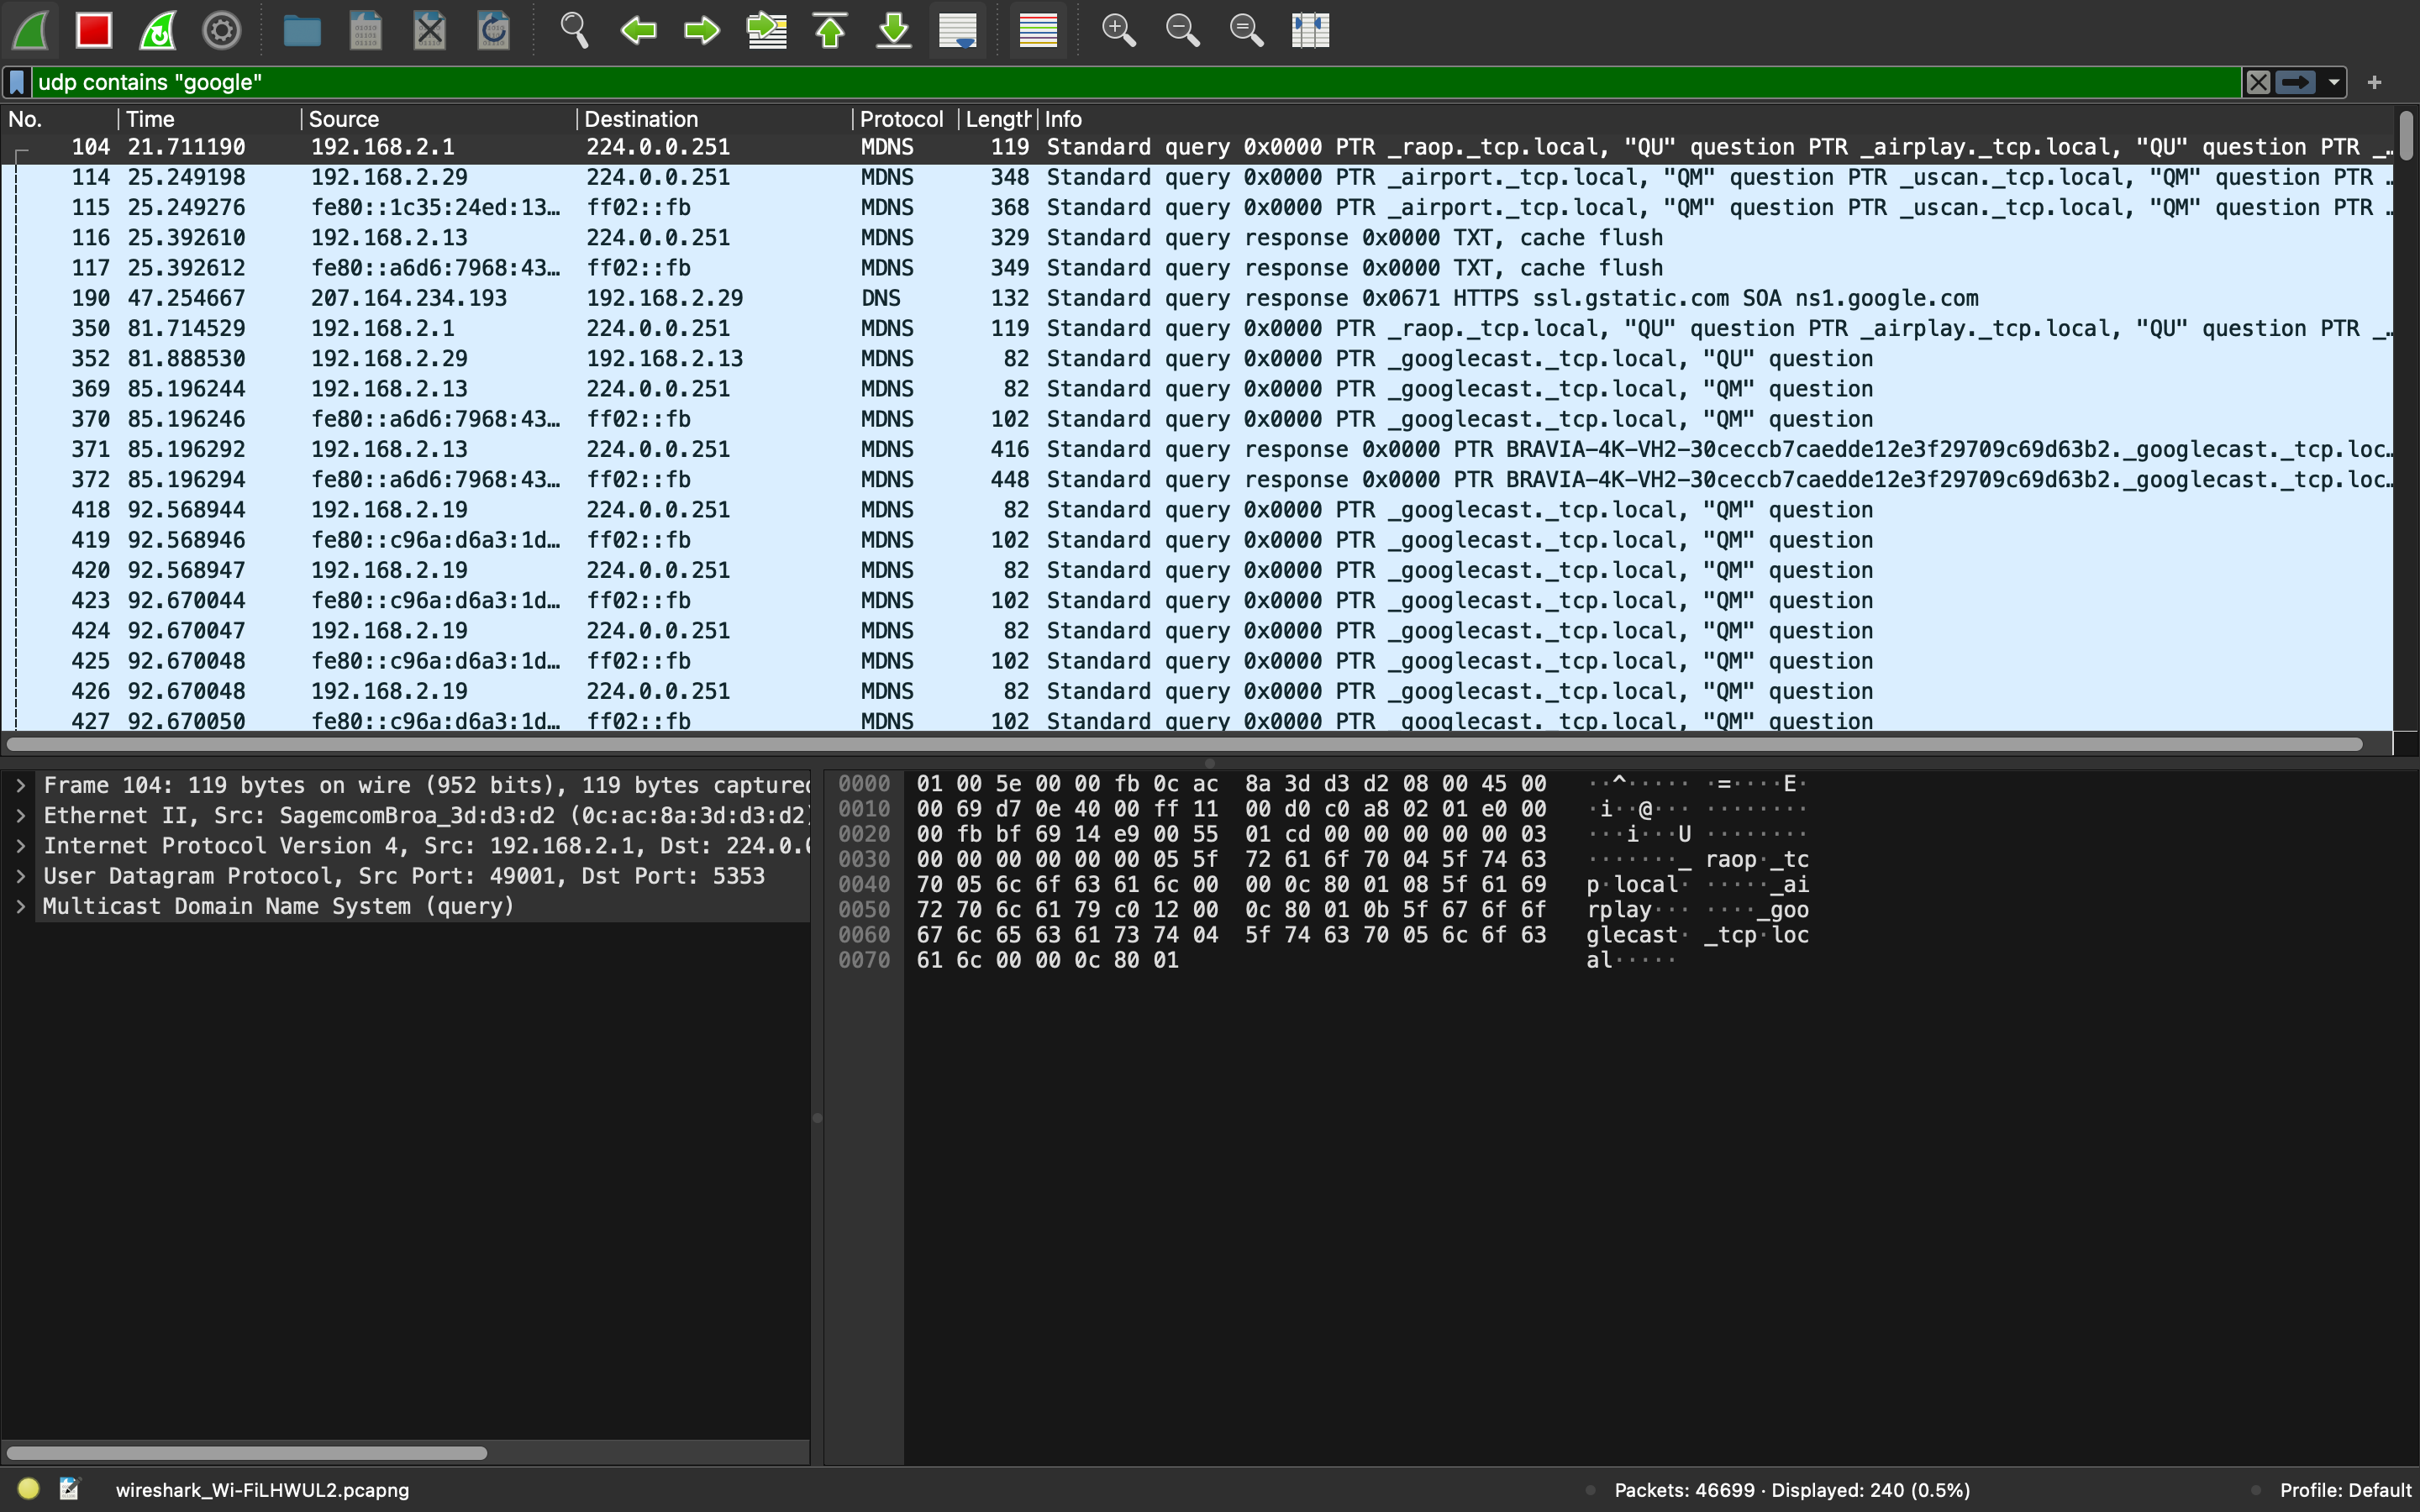 udp contains "google"
No. Time Source Destination Protocol Length Info
104 21.711190 192.168.2.1 224.0.0.251 MDNS 119 Standard query 0x0000 PTR _raop._tcp.local, "QU" question PTR _airplay._tcp.local, "QU" question PTR _…
114 25.249198 192.168.2.29 224.0.0.251 MDNS 348 Standard query 0x0000 PTR _airport._tcp.local, "QM" question PTR _uscan._tcp.local, "QM" question PTR …
115 25.249276 fe80::1c35:24ed:13… ff02::fb MDNS 368 Standard query 0x0000 PTR _airport._tcp.local, "QM" question PTR _uscan._tcp.local, "QM" question PTR …
116 25.392610 192.168.2.13 224.0.0.251 MDNS 329 Standard query response 0x0000 TXT, cache flush
117 25.392612 fe80::a6d6:7968:43… ff02::fb MDNS 349 Standard query response 0x0000 TXT, cache flush
190 47.254667 207.164.234.193 192.168.2.29 DNS 132 Standard query response 0x0671 HTTPS ssl.gstatic.com SOA ns1.google.com
350 81.714529 192.168.2.1 224.0.0.251 MDNS 119 Standard query 0x0000 PTR _raop._tcp.local, "QU" question PTR _airplay._tcp.local, "QU" question PTR _…
352 81.888530 192.168.2.29 192.168.2.13 MDNS 82 Standard query 0x0000 PTR _googlecast._tcp.local, "QU" question
369 85.196244 192.168.2.13 224.0.0.251 MDNS 82 Standard query 0x0000 PTR _googlecast._tcp.local, "QM" question
370 85.196246 fe80::a6d6:7968:43… ff02::fb MDNS 102 Standard query 0x0000 PTR _googlecast._tcp.local, "QM" question
371 85.196292 192.168.2.13 224.0.0.251 MDNS 416 Standard query response 0x0000 PTR BRAVIA-4K-VH2-30ceccb7caedde12e3f29709c69d63b2._googlecast._tcp.loc…
372 85.196294 fe80::a6d6:7968:43… ff02::fb MDNS 448 Standard query response 0x0000 PTR BRAVIA-4K-VH2-30ceccb7caedde12e3f29709c69d63b2._googlecast._tcp.loc…
418 92.568944 192.168.2.19 224.0.0.251 MDNS 82 Standard query 0x0000 PTR _googlecast._tcp.local, "QM" question
419 92.568946 fe80::c96a:d6a3:1d… ff02::fb MDNS 102 Standard query 0x0000 PTR _googlecast._tcp.local, "QM" question
420 92.568947 192.168.2.19 224.0.0.251 MDNS 82 Standard query 0x0000 PTR _googlecast._tcp.local, "QM" question
423 92.670044 fe80::c96a:d6a3:1d… ff02::fb MDNS 102 Standard query 0x0000 PTR _googlecast._tcp.local, "QM" question
424 92.670047 192.168.2.19 224.0.0.251 MDNS 82 Standard query 0x0000 PTR _googlecast._tcp.local, "QM" question
425 92.670048 fe80::c96a:d6a3:1d… ff02::fb MDNS 102 Standard query 0x0000 PTR _googlecast._tcp.local, "QM" question
426 92.670048 192.168.2.19 224.0.0.251 MDNS 82 Standard query 0x0000 PTR _googlecast._tcp.local, "QM" question
427 92.670050 fe80::c96a:d6a3:1d… ff02::fb MDNS 102 Standard query 0x0000 PTR _googlecast._tcp.local, "QM" question
Frame 104: 119 bytes on wire (952 bits), 119 bytes captured
Ethernet II, Src: SagemcomBroa_3d:d3:d2 (0c:ac:8a:3d:d3:d2)
Internet Protocol Version 4, Src: 192.168.2.1, Dst: 224.0.0
User Datagram Protocol, Src Port: 49001, Dst Port: 5353
Multicast Domain Name System (query)
0000 01 00 5e 00 00 fb 0c ac 8a 3d d3 d2 08 00 45 00 ··^····· ·=····E·
0010 00 69 d7 0e 40 00 ff 11 00 d0 c0 a8 02 01 e0 00 ·i··@··· ········
0020 00 fb bf 69 14 e9 00 55 01 cd 00 00 00 00 00 03 ···i···U ········
0030 00 00 00 00 00 00 05 5f 72 61 6f 70 04 5f 74 63 ·······_ raop·_tc
0040 70 05 6c 6f 63 61 6c 00 00 0c 80 01 08 5f 61 69 p·local· ·····_ai
0050 72 70 6c 61 79 c0 12 00 0c 80 01 0b 5f 67 6f 6f rplay··· ····_goo
0060 67 6c 65 63 61 73 74 04 5f 74 63 70 05 6c 6f 63 glecast· _tcp·loc
0070 61 6c 00 00 0c 80 01 al·····
wireshark_Wi-FiLHWUL2.pcapng
Packets: 46699 · Displayed: 240 (0.5%)
Profile: Default